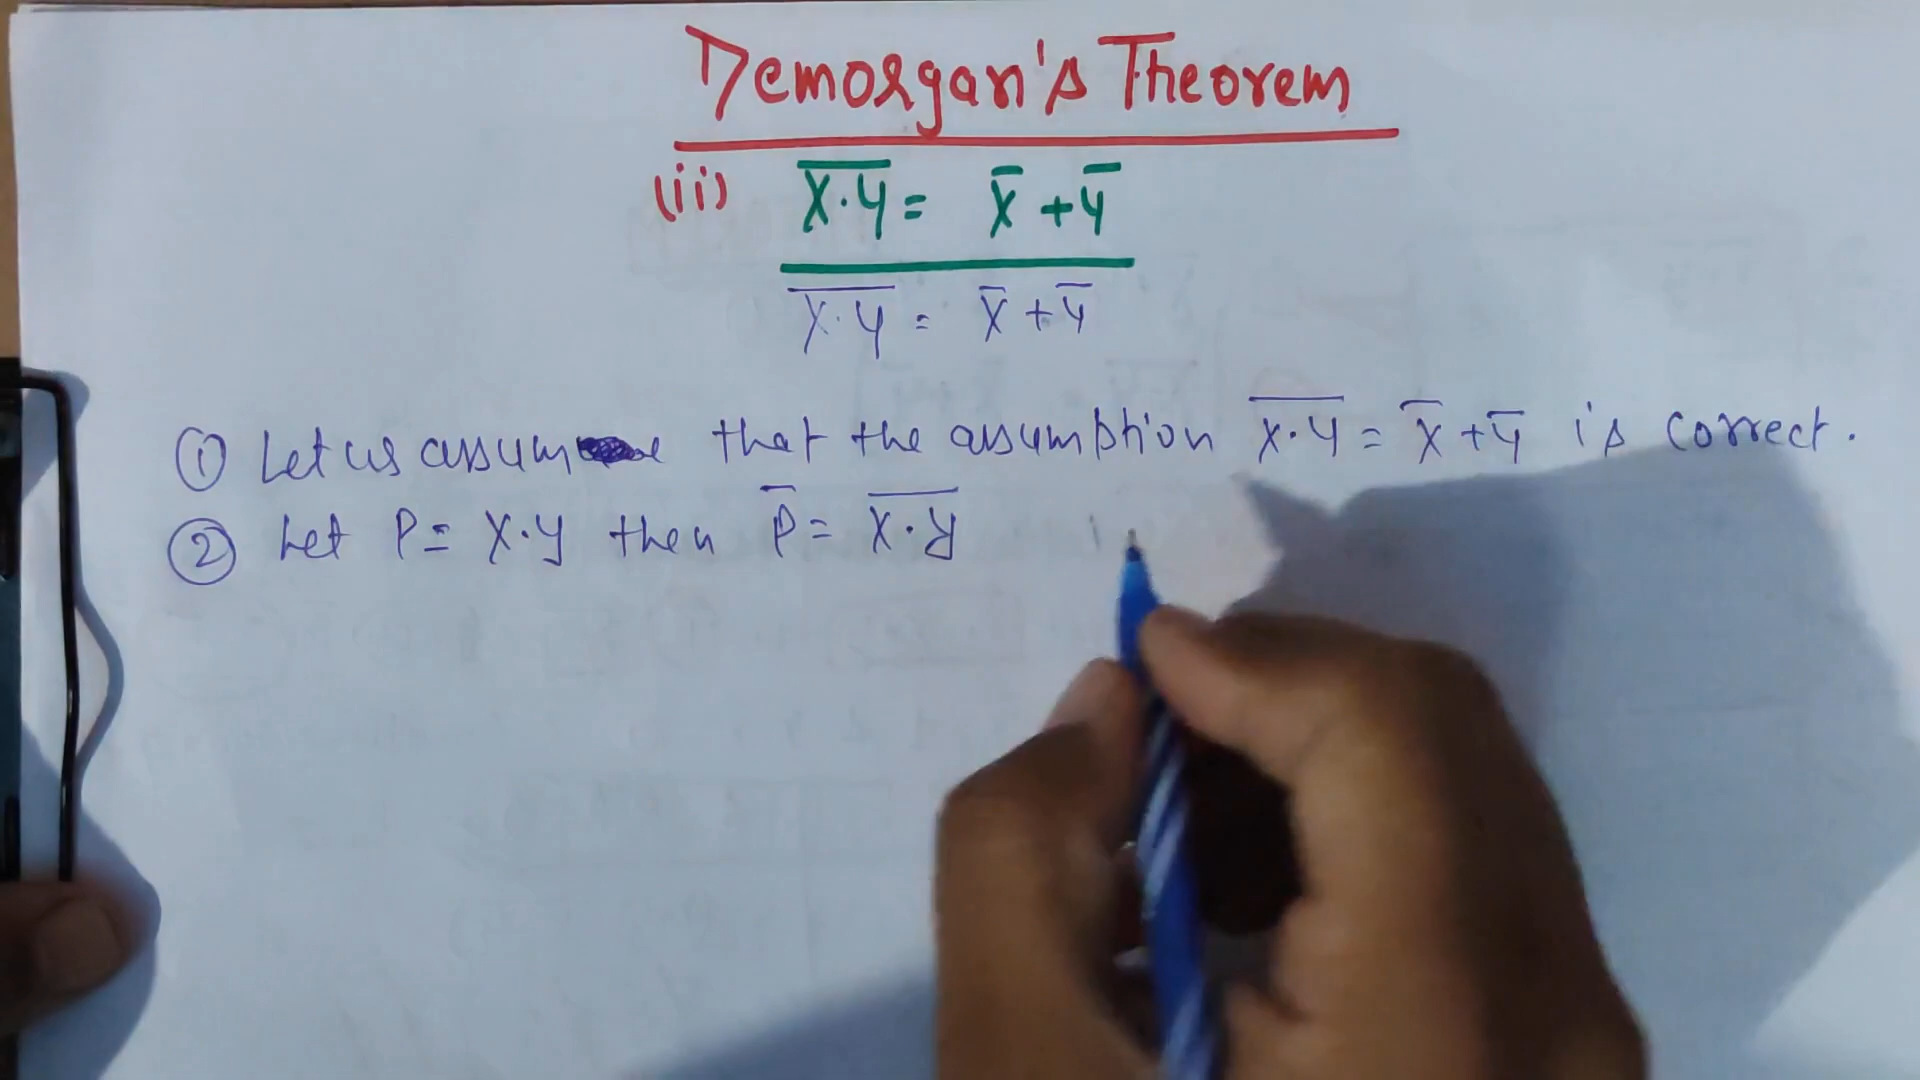 Demorgan's Theorem
(ii) X̅·̅Y̅ = X̅ + Y̅
X̅·̅Y̅ = X̅ + Y̅
① Let us assume that the assumption X̅·̅Y̅ = X̅ + Y̅ is correct.
② Let P = X·Y then P̅ = X̅·̅Y̅